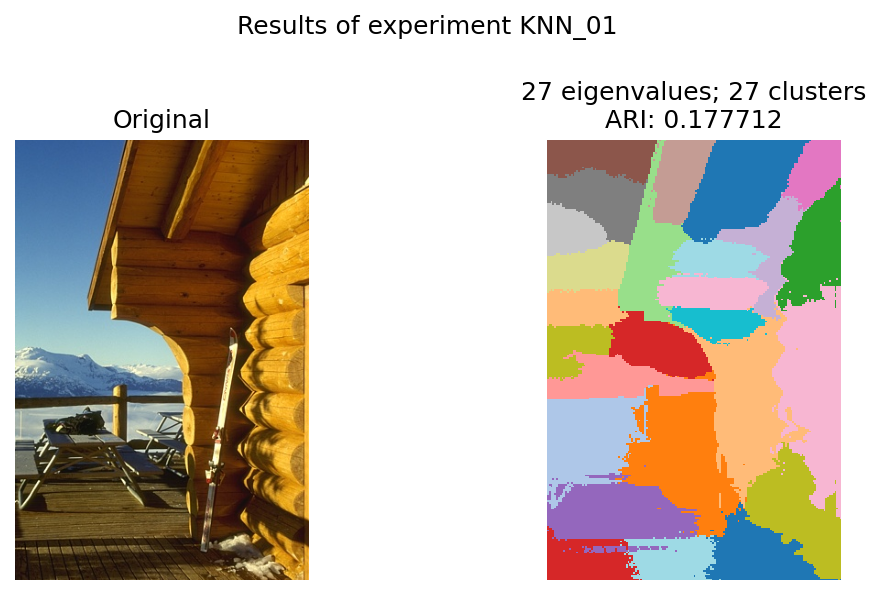 Results of experiment KNN_01
Original
27 eigenvalues; 27 clusters
ARI: 0.177712